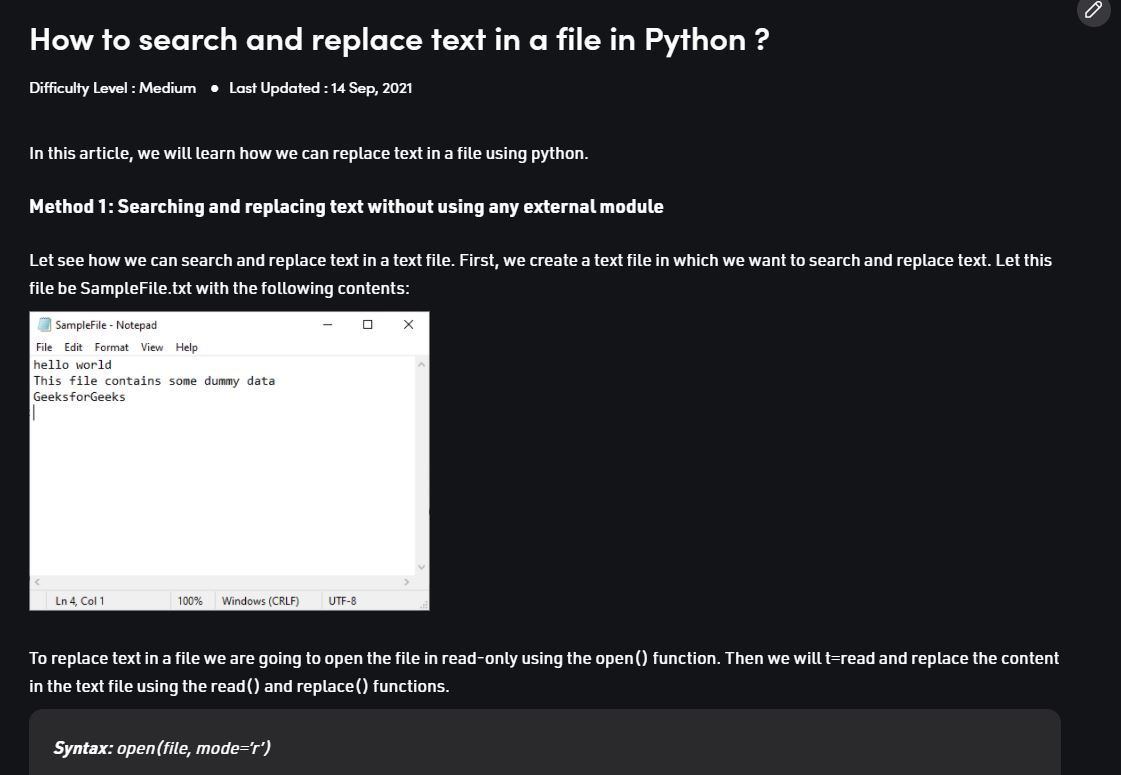 How to search and replace text in a file in Python ?
Difficulty Level : Medium ● Last Updated : 14 Sep, 2021
In this article, we will learn how we can replace text in a file using python.
Method 1: Searching and replacing text without using any external module
Let see how we can search and replace text in a text file. First, we create a text file in which we want to search and replace text. Let this
file be SampleFile.txt with the following contents:
SampleFile - Notepad
File Edit Format View Help
hello world
This file contains some dummy data
GeeksforGeeks
Ln 4, Col 1 100% Windows (CRLF) UTF-8
To replace text in a file we are going to open the file in read-only using the open() function. Then we will t=read and replace the content
in the text file using the read() and replace() functions.
Syntax: open(file, mode=’r’)